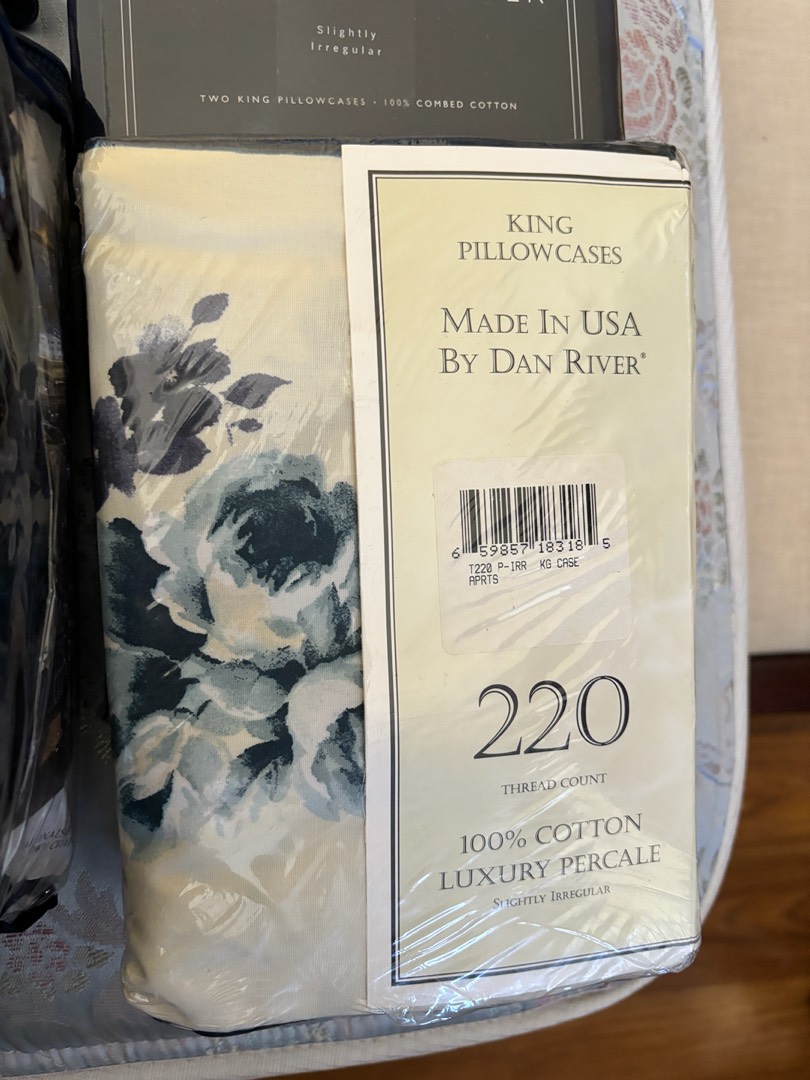 Slightly
Irregular
TWO KING PILLOWCASES · 100% COMBED COTTON
KING
PILLOWCASES
MADE IN USA
BY DAN RIVER®
6 59857 18318 5
T220 P-IRR KG CASE
APRTS
220
THREAD COUNT
100% COTTON
LUXURY PERCALE
SLIGHTLY IRREGULAR